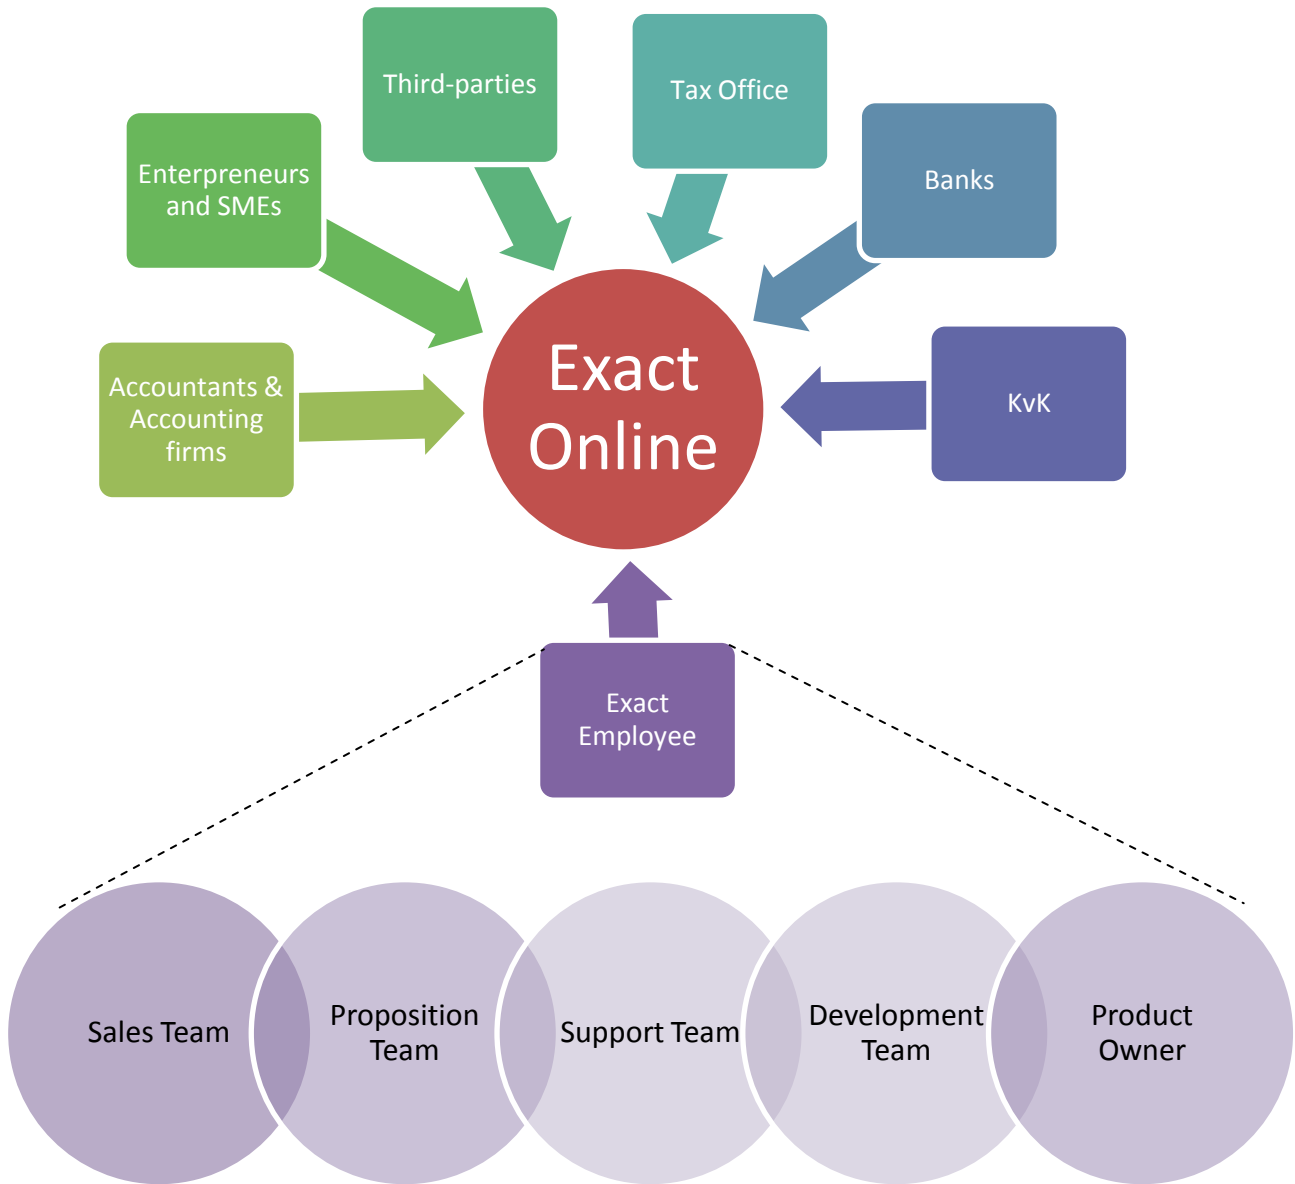 Third-parties
Tax Office
Enterpreneurs
and SMEs
Banks
Accountants &
Accounting
firms
Exact
Online
KvK
Exact
Employee
Sales Team
Proposition
Team
Support Team
Development
Team
Product
Owner